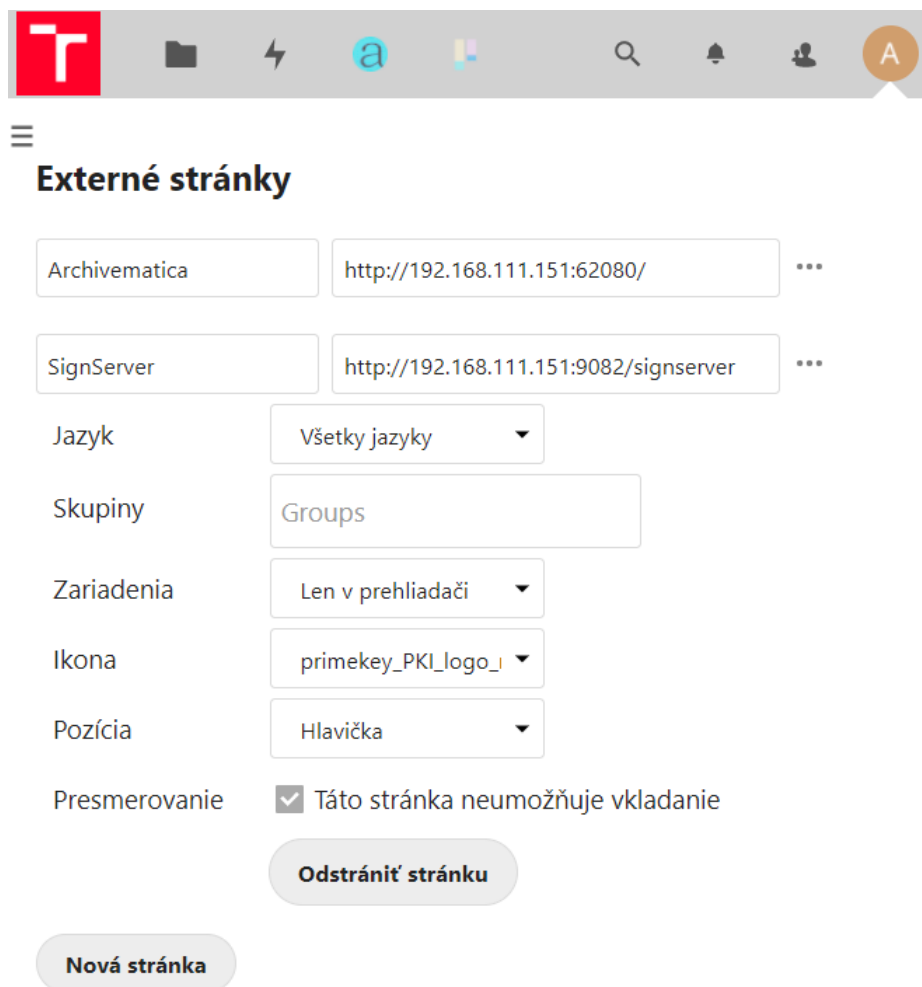 a
A
Externé stránky
Archivematica http://192.168.111.151:62080/
SignServer http://192.168.111.151:9082/signserver
Jazyk Všetky jazyky
Skupiny Groups
Zariadenia Len v prehliadači
Ikona primekey_PKI_logo_
Pozícia Hlavička
Presmerovanie Táto stránka neumožňuje vkladanie
Odstrániť stránku
Nová stránka